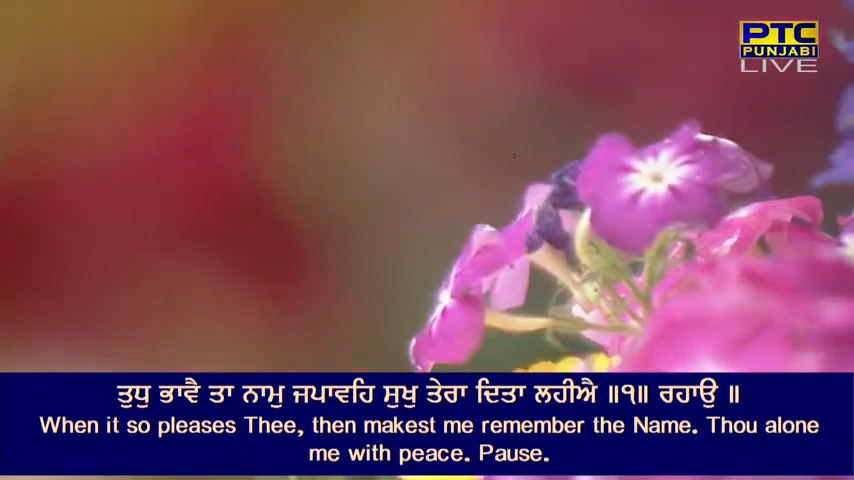 PTC
PUNJABI
LIVE
ਤੁਧੁ ਭਾਵੈ ਤਾ ਨਾਮੁ ਜਪਾਵਹਿ ਸੁਖੁ ਤੇਰਾ ਦਿਤਾ ਲਹੀਐ ॥੧॥ ਰਹਾਉ ॥
When it so pleases Thee, then makest me remember the Name. Thou alone
me with peace. Pause.